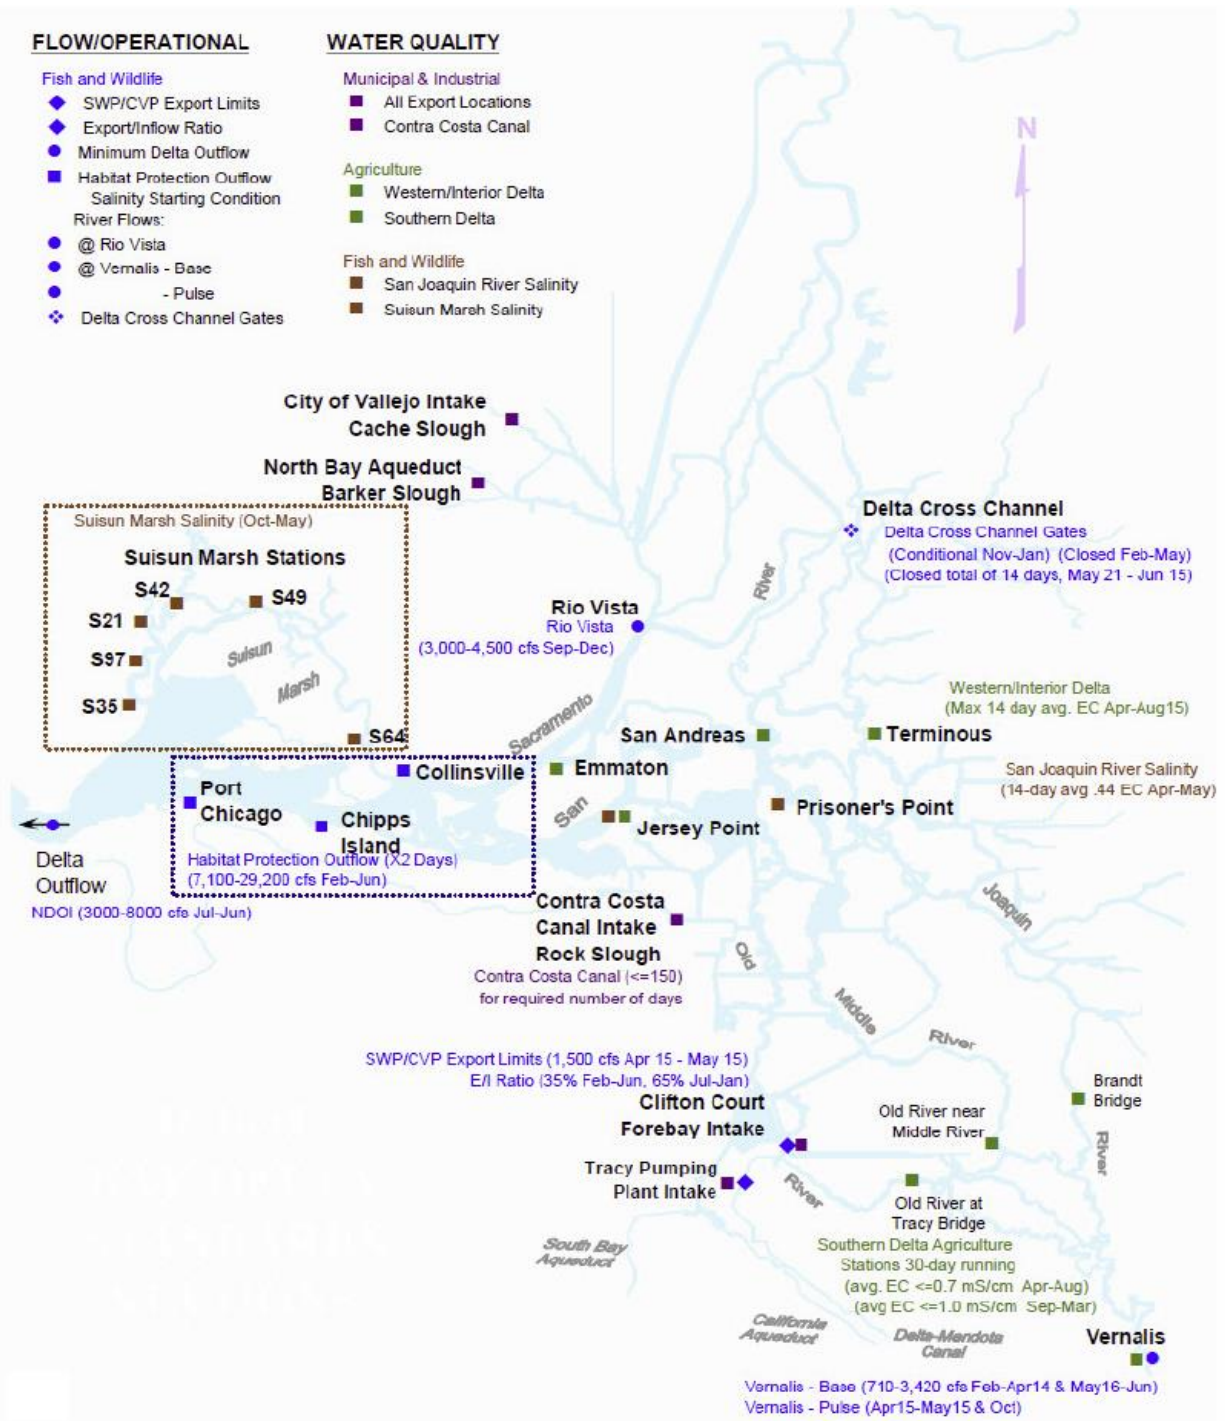 FLOW/OPERATIONAL
Fish and Wildlife
SWP/CVP Export Limits
Export/Inflow Ratio
Minimum Delta Outflow
Habitat Protection Outflow
Salinity Starting Condition
River Flows:
@ Rio Vista
@ Vernalis - Base
- Pulse
Delta Cross Channel Gates
WATER QUALITY
Municipal & Industrial
All Export Locations
Contra Costa Canal
Agriculture
Western/Interior Delta
Southern Delta
Fish and Wildlife
San Joaquin River Salinity
Suisun Marsh Salinity
N
City of Vallejo Intake
Cache Slough
North Bay Aqueduct
Barker Slough
Suisun Marsh Salinity (Oct-May)
Suisun Marsh Stations
S42
S49
S21
S97
S35
S64
Suisun
Marsh
Delta Cross Channel
Delta Cross Channel Gates
(Conditional Nov-Jan) (Closed Feb-May)
(Closed total of 14 days, May 21 - Jun 15)
River
Rio Vista
Rio Vista
(3,000-4,500 cfs Sep-Dec)
Sacramento
Western/Interior Delta
(Max 14 day avg. EC Apr-Aug15)
San Andreas
Terminous
Emmaton
San Joaquin River Salinity
(14-day avg .44 EC Apr-May)
Prisoner's Point
San
Jersey Point
Collinsville
Port
Chicago
Chipps
Island
Habitat Protection Outflow (X2 Days)
(7,100-29,200 cfs Feb-Jun)
Delta
Outflow
NDOI (3000-8000 cfs Jul-Jun)
Joaquin
Contra Costa
Canal Intake
Rock Slough
Contra Costa Canal (<=150)
for required number of days
Old
Middle
River
SWP/CVP Export Limits (1,500 cfs Apr 15 - May 15)
E/I Ratio (35% Feb-Jun, 65% Jul-Jan)
Clifton Court
Forebay Intake
Tracy Pumping
Plant Intake
Old River near
Middle River
Brandt
Bridge
River
River
Old River at
Tracy Bridge
Southern Delta Agriculture
Stations 30-day running
(avg. EC <=0.7 mS/cm Apr-Aug)
(avg EC <=1.0 mS/cm Sep-Mar)
South Bay
Aqueduct
California
Aqueduct
Delta-Mendota
Canal
Vernalis
Vernalis - Base (710-3,420 cfs Feb-Apr14 & May16-Jun)
Vernalis - Pulse (Apr15-May15 & Oct)